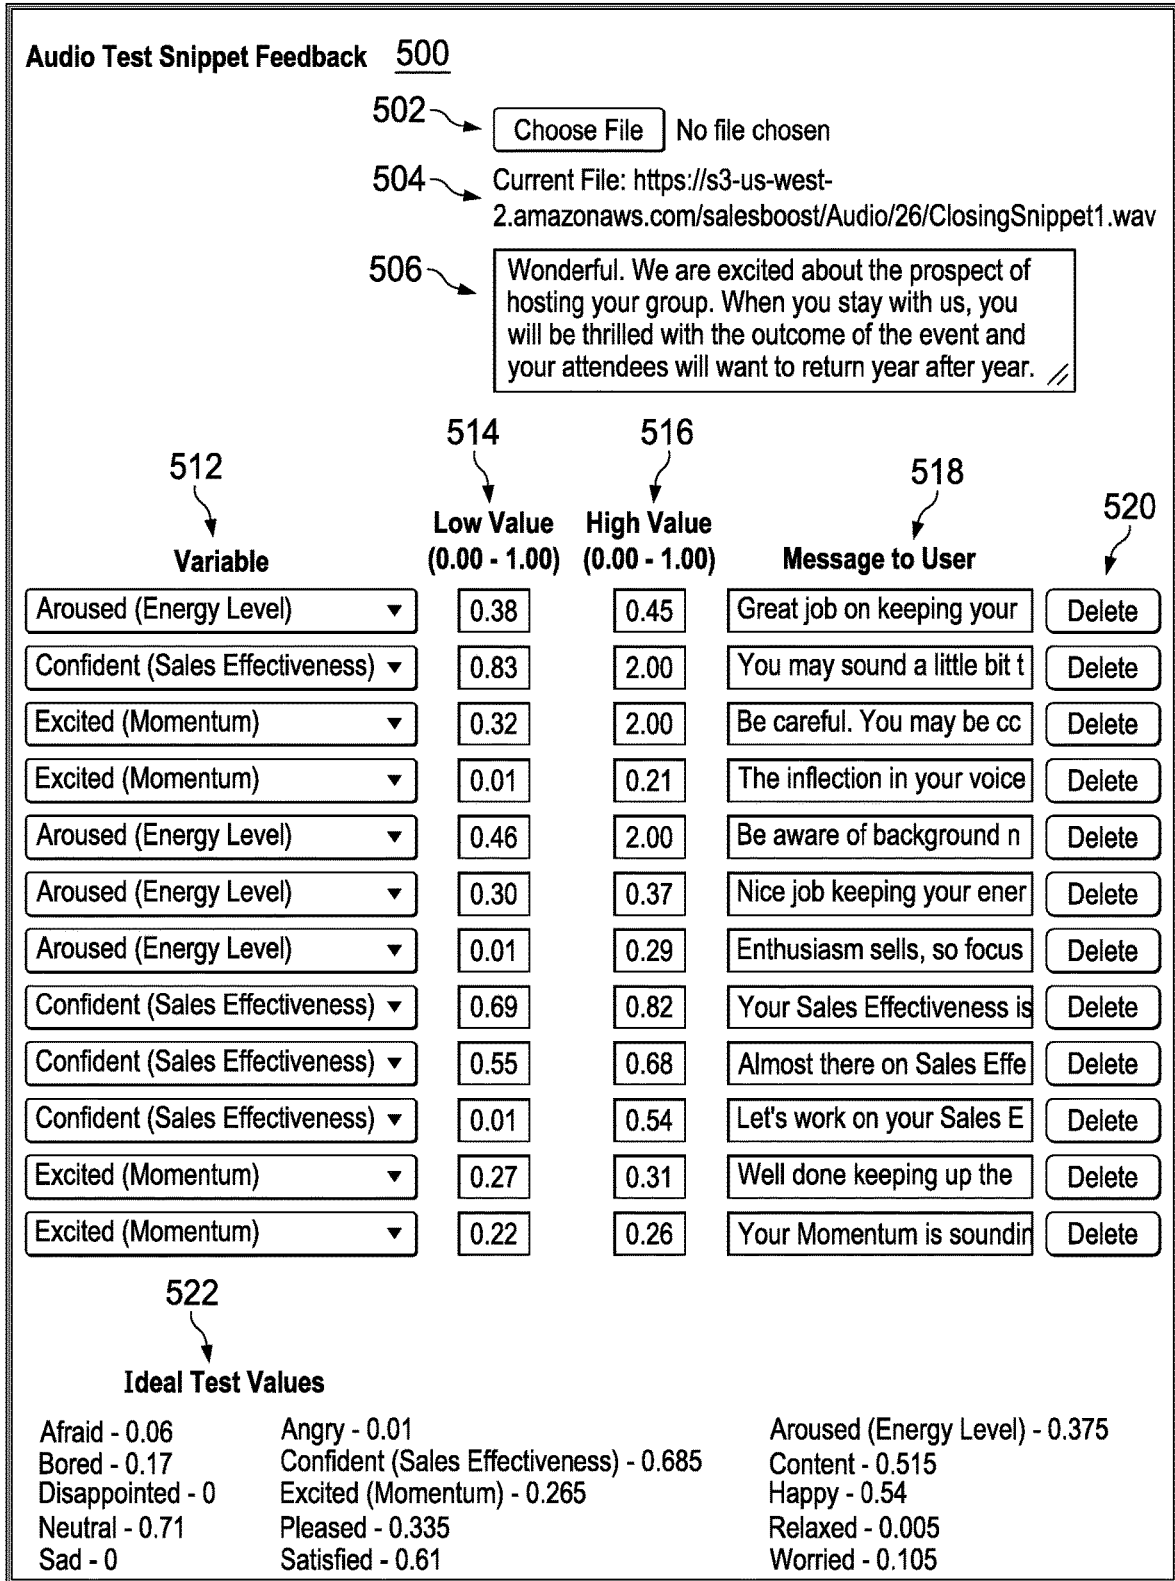 Audio Test Snippet Feedback 500
502 Choose File No file chosen
504 Current File: https://s3-us-west-
2.amazonaws.com/salesboost/Audio/26/ClosingSnippet1.wav
506 Wonderful. We are excited about the prospect of
hosting your group. When you stay with us, you
will be thrilled with the outcome of the event and
your attendees will want to return year after year.
514 516
512 518
520
Low Value High Value
Variable (0.00 - 1.00) (0.00 - 1.00) Message to User
Aroused (Energy Level) 0.38 0.45 Great job on keeping your Delete
Confident (Sales Effectiveness) 0.83 2.00 You may sound a little bit t Delete
Excited (Momentum) 0.32 2.00 Be careful. You may be cc Delete
Excited (Momentum) 0.01 0.21 The inflection in your voice Delete
Aroused (Energy Level) 0.46 2.00 Be aware of background n Delete
Aroused (Energy Level) 0.30 0.37 Nice job keeping your ener Delete
Aroused (Energy Level) 0.01 0.29 Enthusiasm sells, so focus Delete
Confident (Sales Effectiveness) 0.69 0.82 Your Sales Effectiveness is Delete
Confident (Sales Effectiveness) 0.55 0.68 Almost there on Sales Effe Delete
Confident (Sales Effectiveness) 0.01 0.54 Let's work on your Sales E Delete
Excited (Momentum) 0.27 0.31 Well done keeping up the Delete
Excited (Momentum) 0.22 0.26 Your Momentum is soundin Delete
522
Ideal Test Values
Afraid - 0.06 Angry - 0.01 Aroused (Energy Level) - 0.375
Bored - 0.17 Confident (Sales Effectiveness) - 0.685 Content - 0.515
Disappointed - 0 Excited (Momentum) - 0.265 Happy - 0.54
Neutral - 0.71 Pleased - 0.335 Relaxed - 0.005
Sad - 0 Satisfied - 0.61 Worried - 0.105